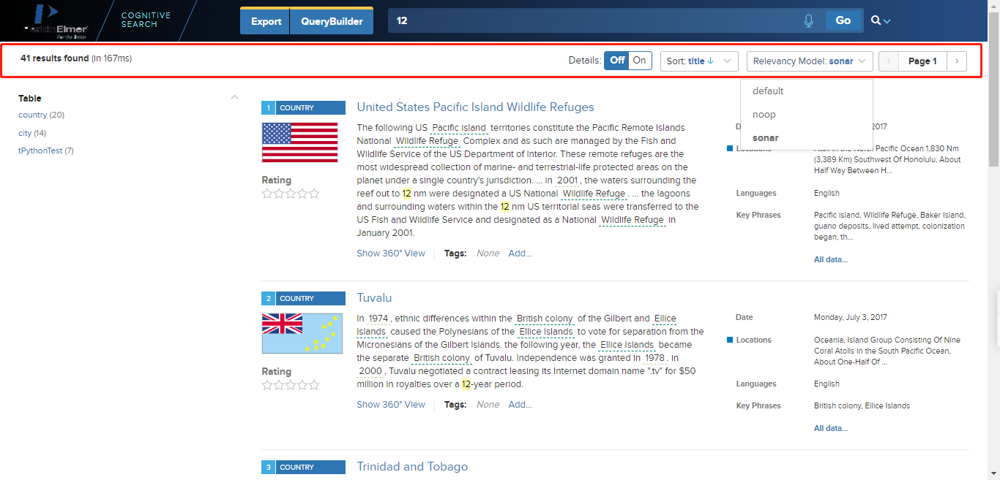 PerkinElmer
For the Better
COGNITIVE
SEARCH
Export
QueryBuilder
12
Go
41 results found (in 167ms)
Details: Off On
Sort: title
Relevancy Model: sonar
Page 1
default
noop
sonar
Table
country (20)
city (14)
tPythonTest (7)
1 COUNTRY
Rating
United States Pacific Island Wildlife Refuges
The following US Pacific island territories constitute the Pacific Remote Islands
National Wildlife Refuge Complex and as such are managed by the Fish and
Wildlife Service of the US Department of Interior. These remote refuges are the
most widespread collection of marine- and terrestrial-life protected areas on the
planet under a single country's jurisdiction. ... in 2001, the waters surrounding the
reef out to 12 nm were designated a US National Wildlife Refuge. ... the lagoons
and surrounding waters within the 12 nm US territorial seas were transferred to the
US Fish and Wildlife Service and designated as a National Wildlife Refuge in
January 2001.
Show 360° View Tags: None Add...
2017
Locations
Atoll in the North Pacific Ocean 1,830 Nm
(3,389 Km) Southwest Of Honolulu, About
Half Way Between H...
Languages English
Key Phrases Pacific island, Wildlife Refuge, Baker Island,
guano deposits, lived attempt, colonization
began, th...
All data...
2 COUNTRY
Rating
Tuvalu
In 1974, ethnic differences within the British colony of the Gilbert and Ellice
Islands caused the Polynesians of the Ellice Islands to vote for separation from the
Micronesians of the Gilbert Islands. the following year, the Ellice Islands became
the separate British colony of Tuvalu. Independence was granted in 1978. in
2000, Tuvalu negotiated a contract leasing its Internet domain name ".tv" for $50
million in royalties over a 12-year period.
Show 360° View Tags: None Add...
Date Monday, July 3, 2017
Locations Oceania, Island Group Consisting Of Nine
Coral Atolls in the South Pacific Ocean,
About One-Half Of ...
Languages English
Key Phrases British colony, Ellice Islands
All data...
3 COUNTRY
Trinidad and Tobago